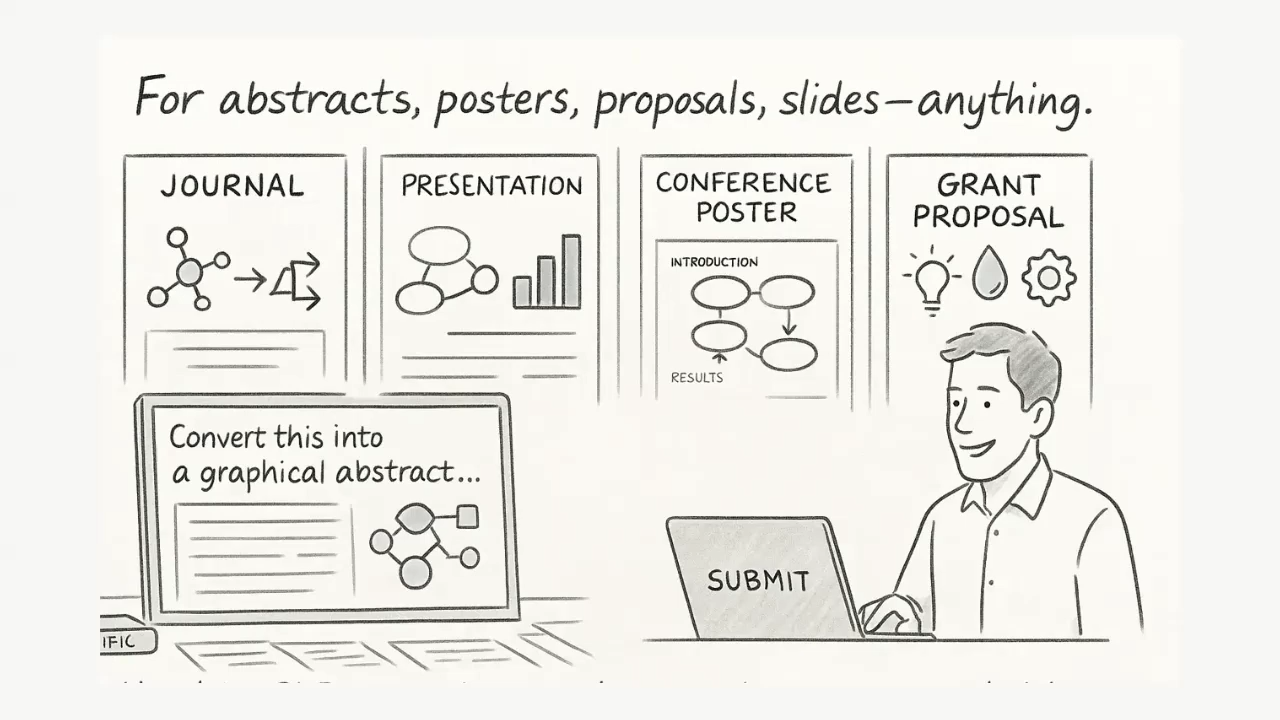 For abstracts, posters, proposals, slides—anything.
JOURNAL
PRESENTATION
CONFERENCE
POSTER
INTRODUCTION
RESULTS
GRANT
PROPOSAL
Convert this into
a graphical abstract...
SUBMIT
IFIC